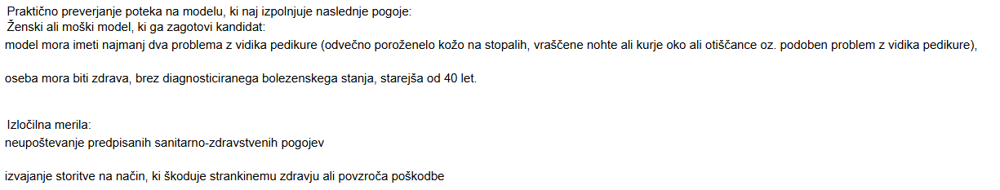 Praktično preverjanje poteka na modelu, ki naj izpolnjuje naslednje pogoje:
Ženski ali moški model, ki ga zagotovi kandidat:
model mora imeti najmanj dva problema z vidika pedikure (odvečno poroženelo kožo na stopalih, vraščene nohte ali kurje oko ali otiščance oz. podoben problem z vidika pedikure),
oseba mora biti zdrava, brez diagnosticiranega bolezenskega stanja, starejša od 40 let.
Izločilna merila:
neupoštevanje predpisanih sanitarno-zdravstvenih pogojev
izvajanje storitve na način, ki škoduje strankinemu zdravju ali povzroča poškodbe